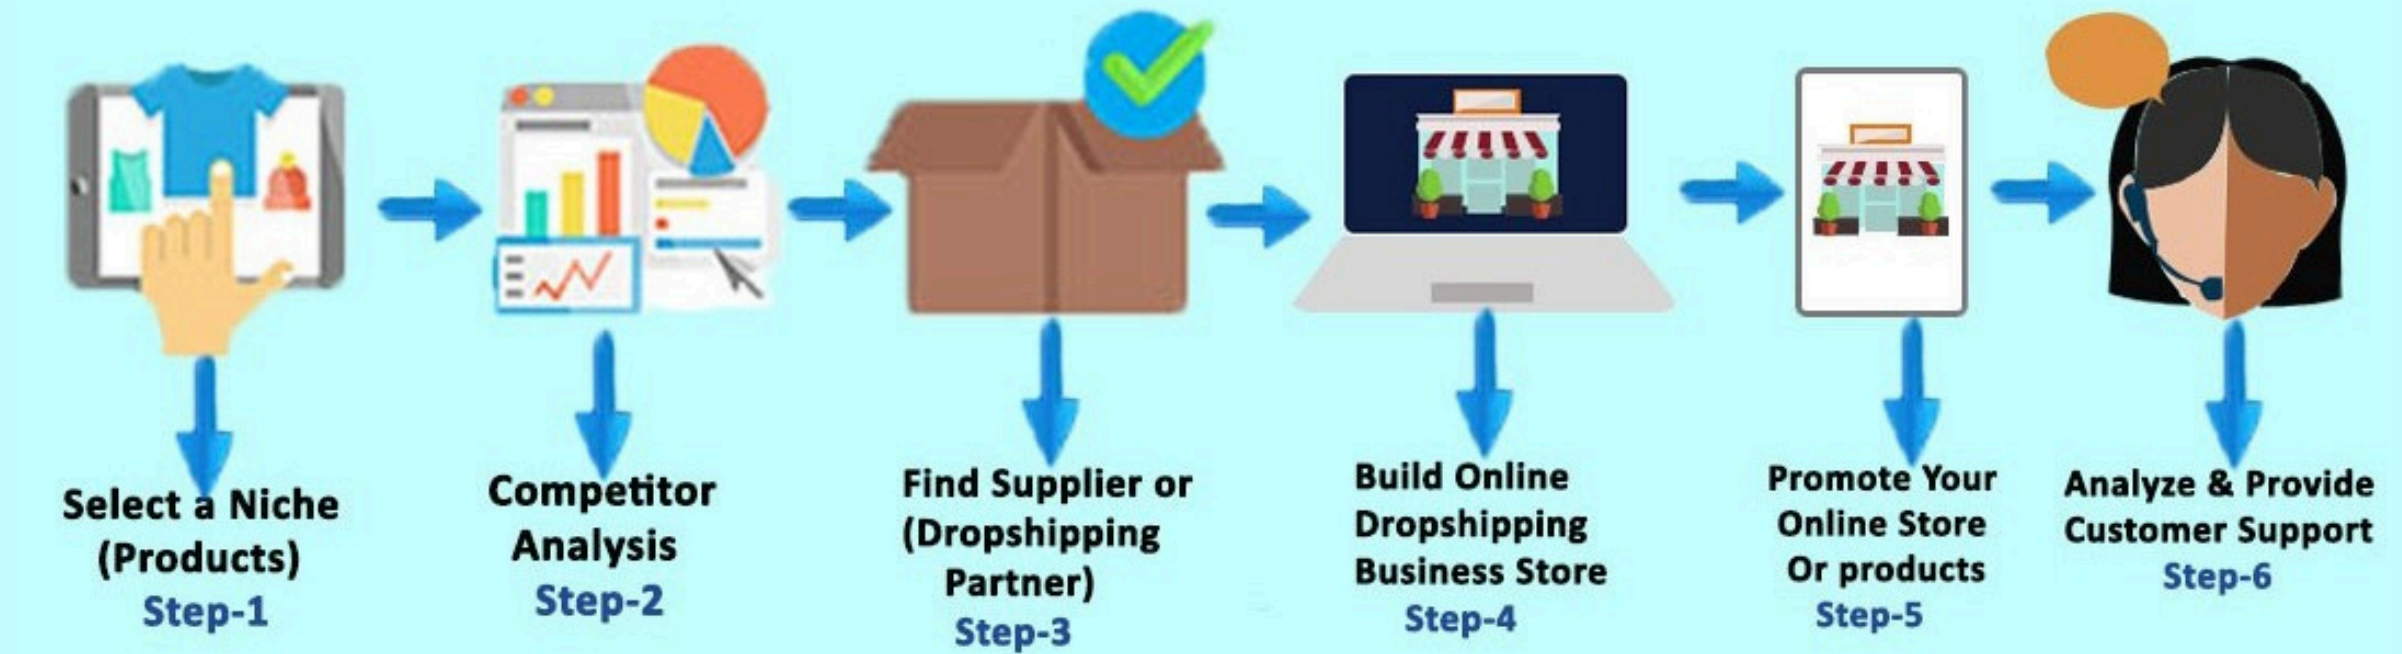 Select a Niche
(Products)
Step-1
Competitor
Analysis
Step-2
Find Supplier or
(Dropshipping
Partner)
Step-3
Build Online
Dropshipping
Business Store
Step-4
Promote Your
Online Store
Or products
Step-5
Analyze & Provide
Customer Support
Step-6